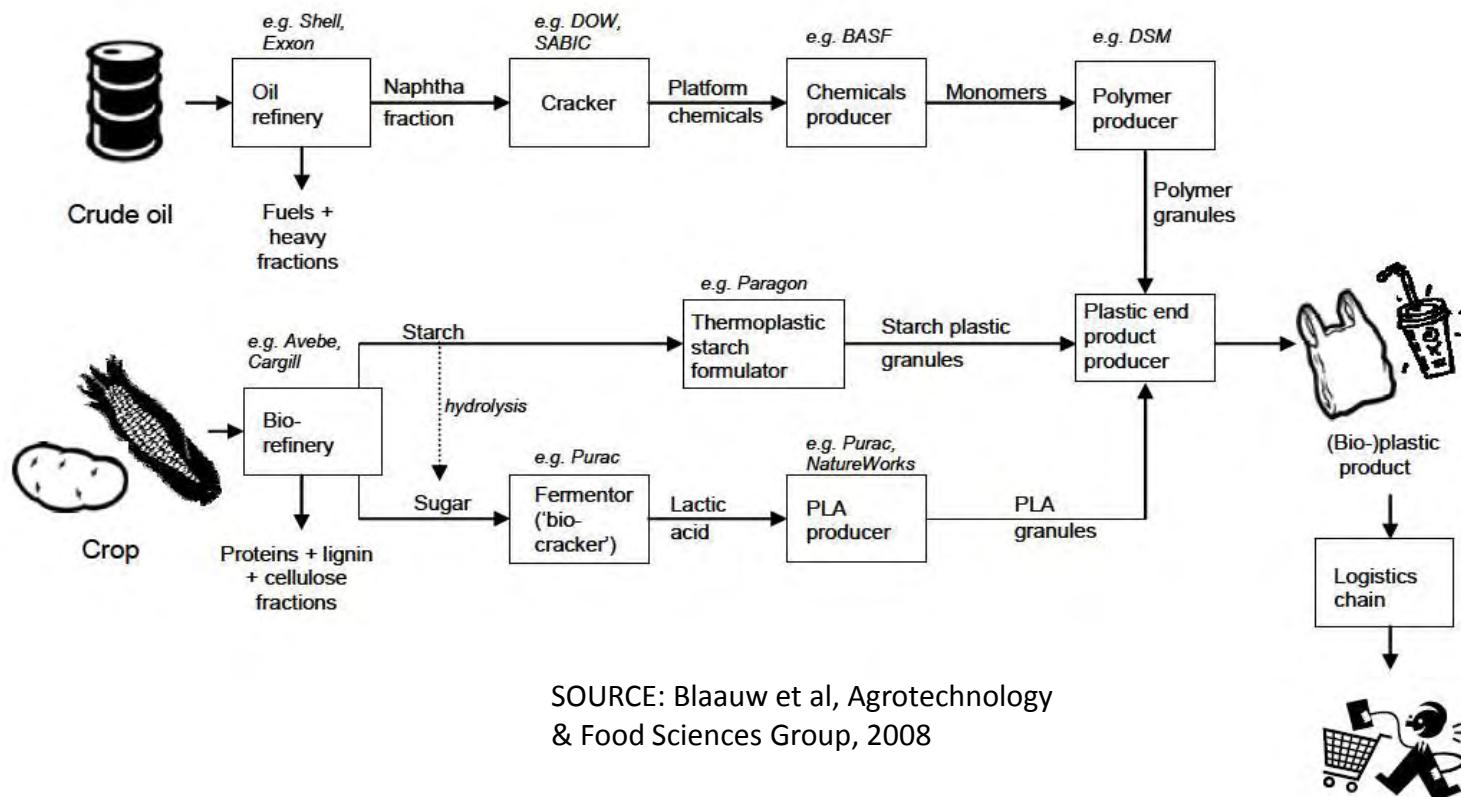 e.g. Shell,
Exxon
e.g. DOW,
SABIC
e.g. BASF
e.g. DSM
Oil
refinery
Naphtha
fraction
Cracker
Platform
chemicals
Chemicals
producer
Monomers
Polymer
producer
Crude oil
Fuels +
heavy
fractions
Polymer
granules
e.g. Paragon
e.g. Avebe,
Cargill
Starch
Thermoplastic
starch
formulator
Starch plastic
granules
Plastic end
product
producer
hydrolysis
Bio-
refinery
e.g. Purac
e.g. Purac,
NatureWorks
(Bio-)plastic
product
Sugar
Fermentor
('bio-
cracker')
Lactic
acid
PLA
producer
PLA
granules
Crop
Proteins + lignin
+ cellulose
fractions
Logistics
chain
SOURCE: Blaauw et al, Agrotechnology
& Food Sciences Group, 2008